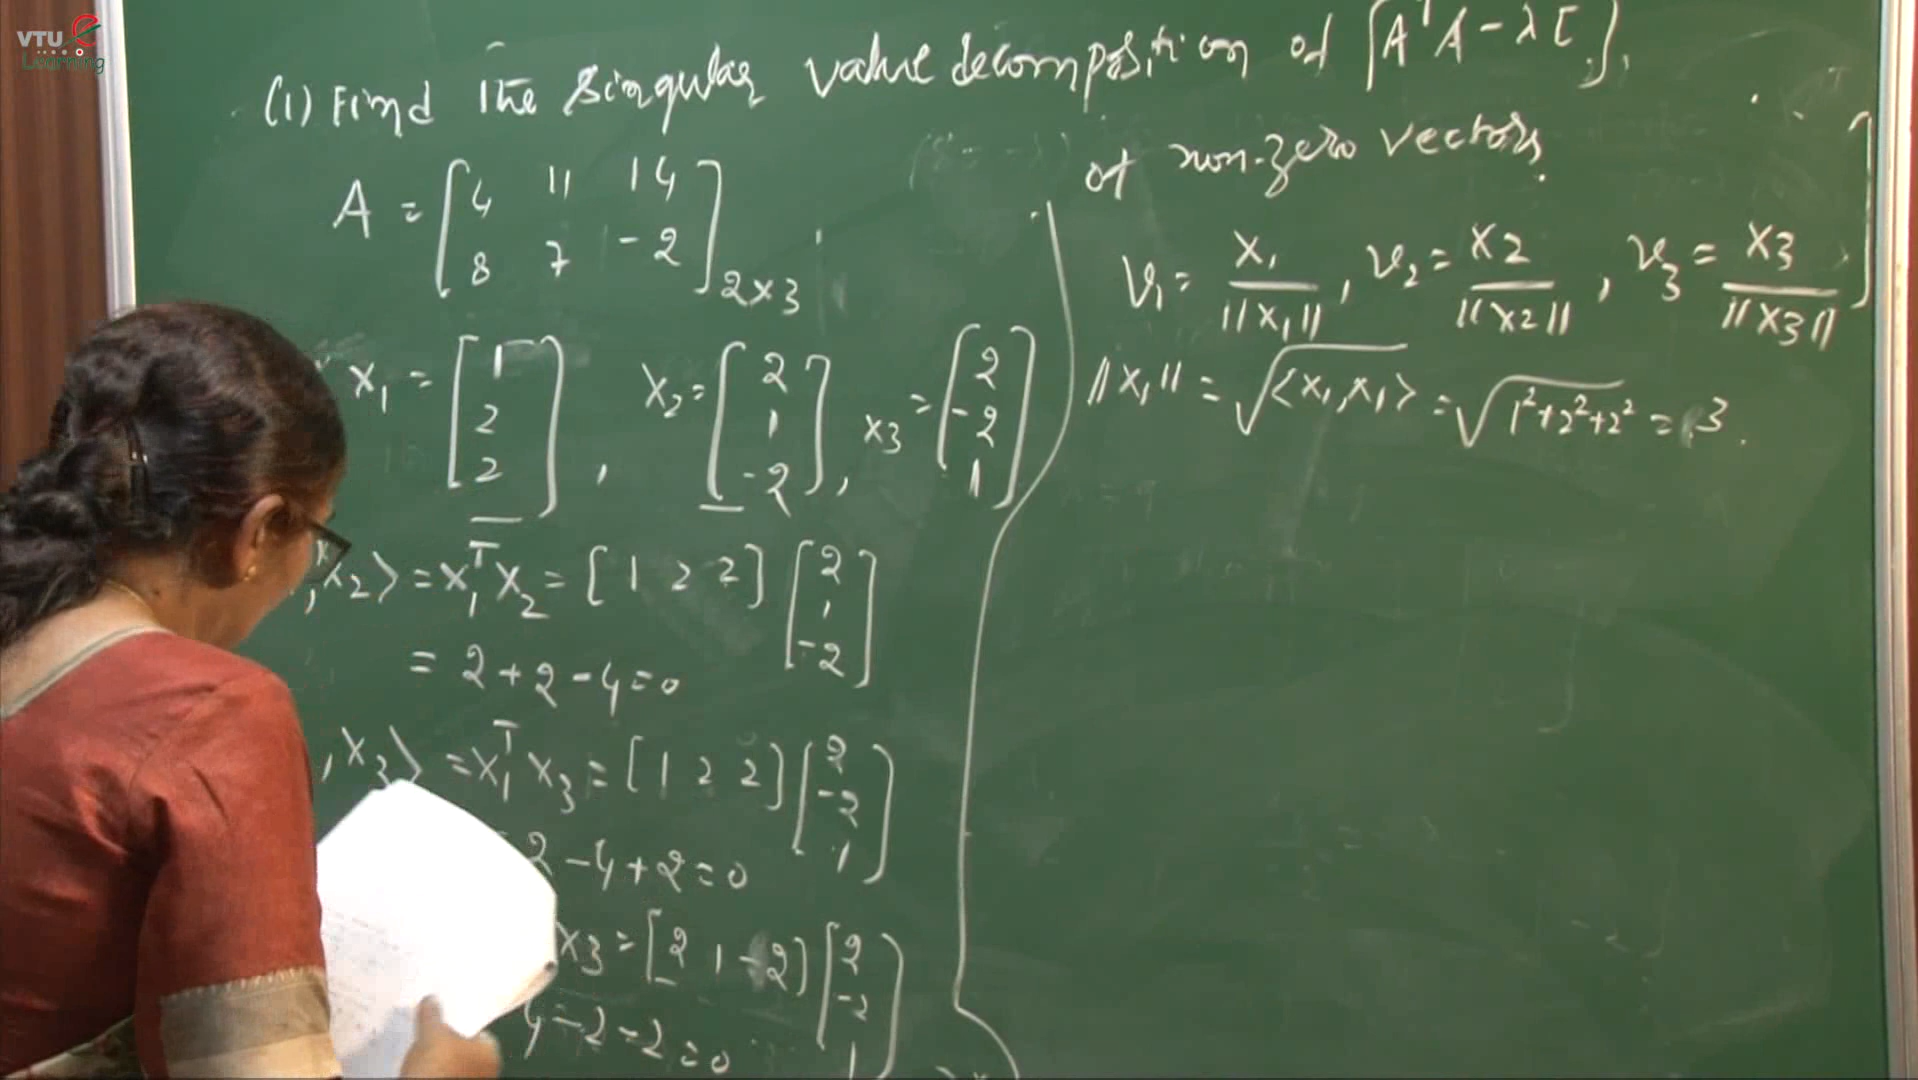 VTU e
Learning
(1) Find the singular value decomposition of [AᵀA - λI].
A = [4 11 14
8 7 -2] 2×3
x₁ = [1 2 2], x₂ = [2 1 -2], x₃ = [2 -2 1]
, x₂⟩ = x₁ᵀ x₂ = [1 2 2] [2 1 -2]
= 2 + 2 - 4 = 0
, x₃⟩ = x₁ᵀ x₃ = [1 2 2] [2 -2 1]
2 - 4 + 2 = 0
x₃ = [2 1 -2] [2 -2 1]
4 - 2 - 2 = 0
of non-zero vectors.
v₁ = x₁/||x₁||, v₂ = x₂/||x₂||, v₃ = x₃/||x₃||
||x₁|| = √⟨x₁, x₁⟩ = √1²+2²+2² = 3.